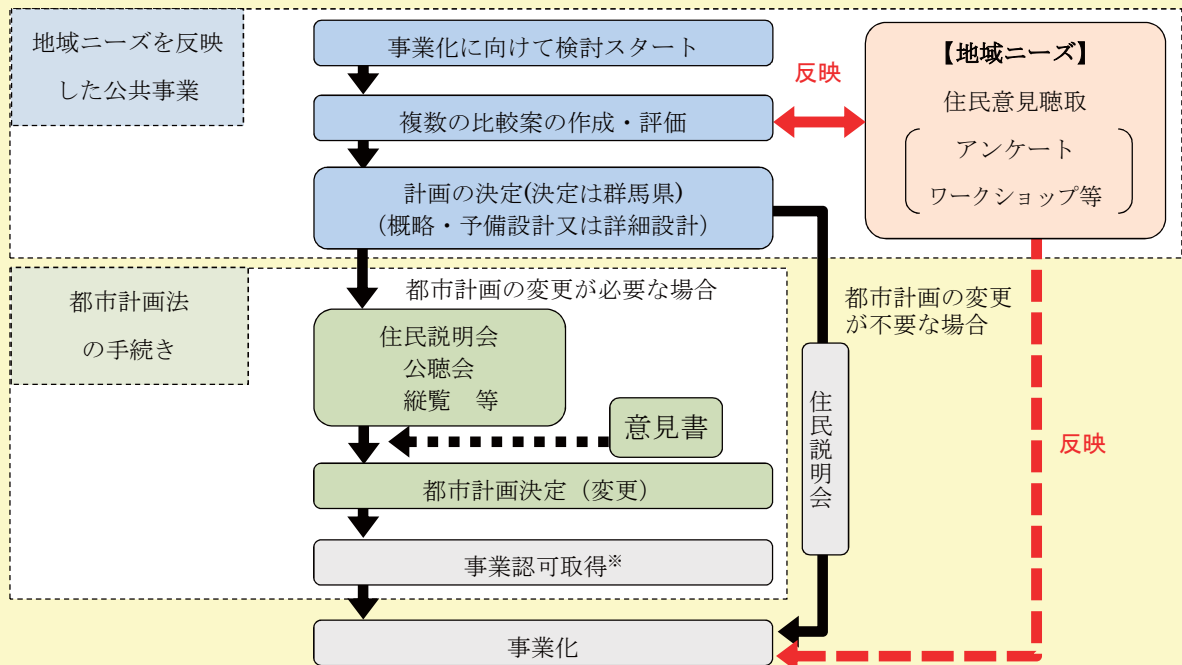 地域ニーズを反映
した公共事業
事業化に向けて検討スタート
複数の比較案の作成・評価
計画の決定(決定は群馬県)
(概略・予備設計又は詳細設計)
反映
【地域ニーズ】
住民意見聴取
アンケート
ワークショップ等
都市計画法
の手続き
都市計画の変更が必要な場合
住民説明会
公聴会
縦覧　等
意見書
都市計画決定（変更）
事業認可取得※
事業化
都市計画の変更
が不要な場合
住民説明会
反映